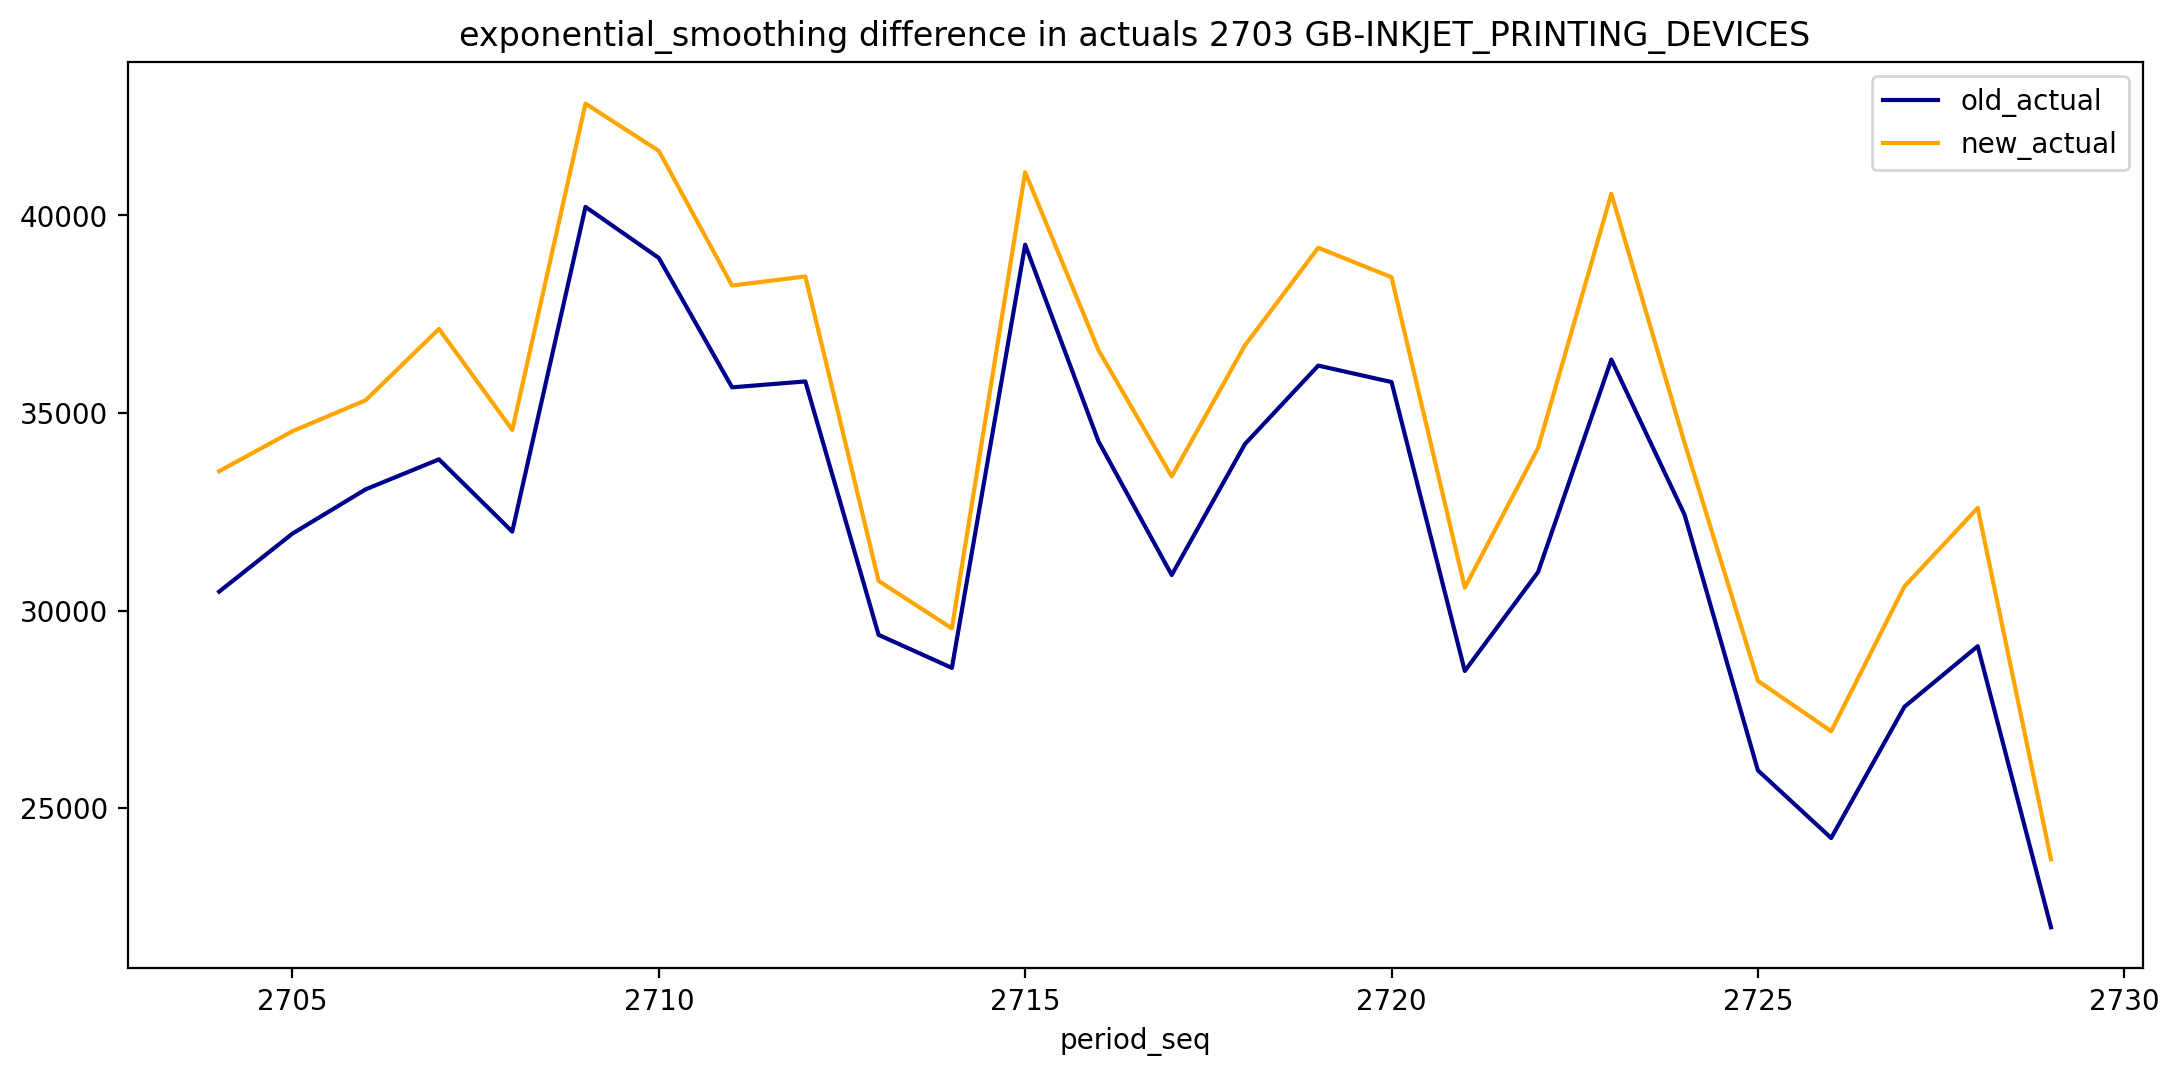 exponential_smoothing difference in actuals 2703 GB-INKJET_PRINTING_DEVICES
old_actual
new_actual
40000
35000
30000
25000
2705 2710 2715 2720 2725 2730
period_seq